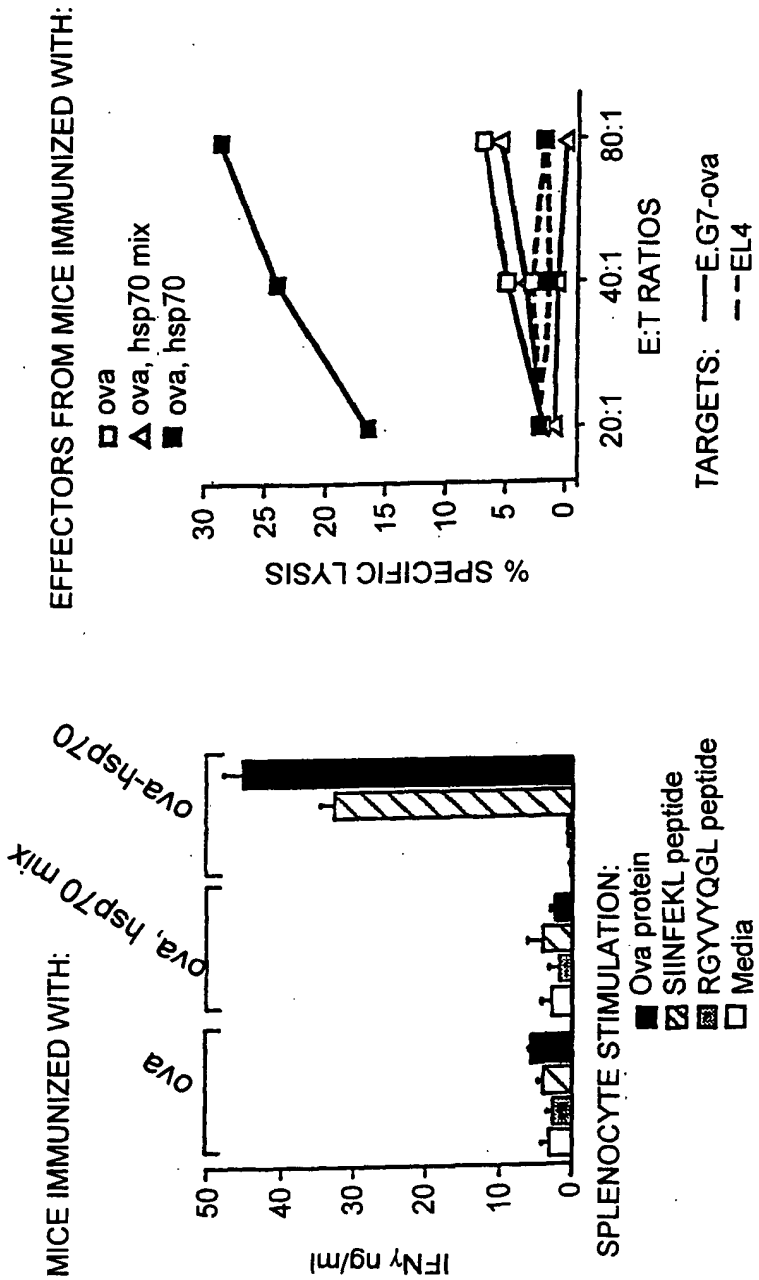 MICE IMMUNIZED WITH:
ova
ova, hsp70 mix
ova-hsp70
50
40
30
20
10
0
IFNγ ng/ml
SPLENOCYTE STIMULATION:
Ova protein
SIINFEKL peptide
RGYVYQGL peptide
Media
EFFECTORS FROM MICE IMMUNIZED WITH:
ova
ova, hsp70 mix
ova, hsp70
30
25
20
15
10
5
0
% SPECIFIC LYSIS
20:1
40:1
80:1
E:T RATIOS
TARGETS: E.G7-ova
EL4